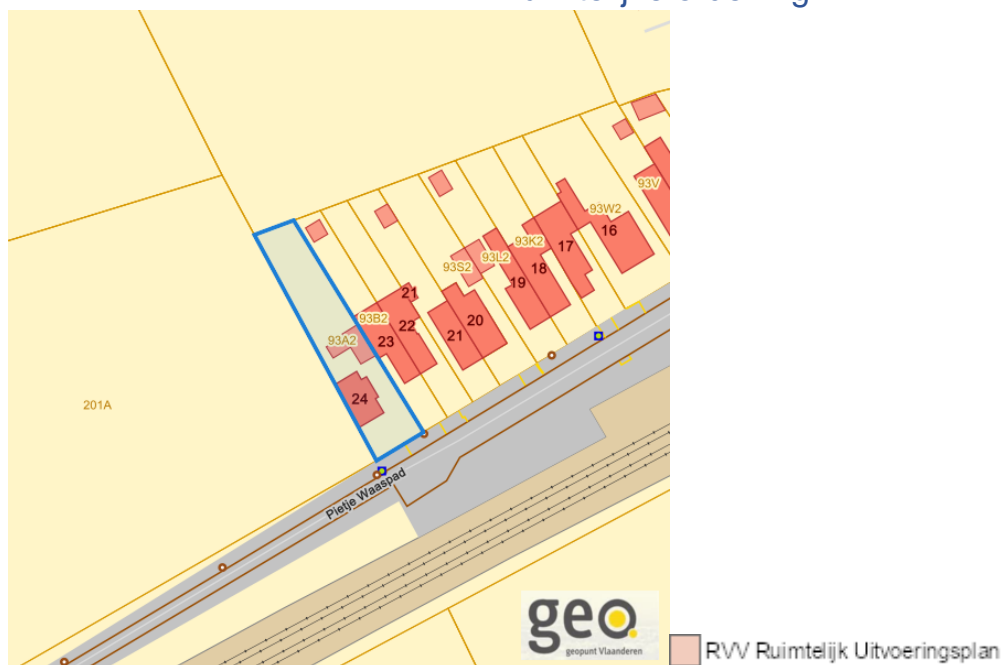 93V
93W2
16
93K2
17
93L2
93S2
18
19
21
20
93B2
22
21
93A2
23
24
201A
Pietje Waaspad
geo.
geopunt Vlaanderen
RVV Ruimtelijk Uitvoeringsplan